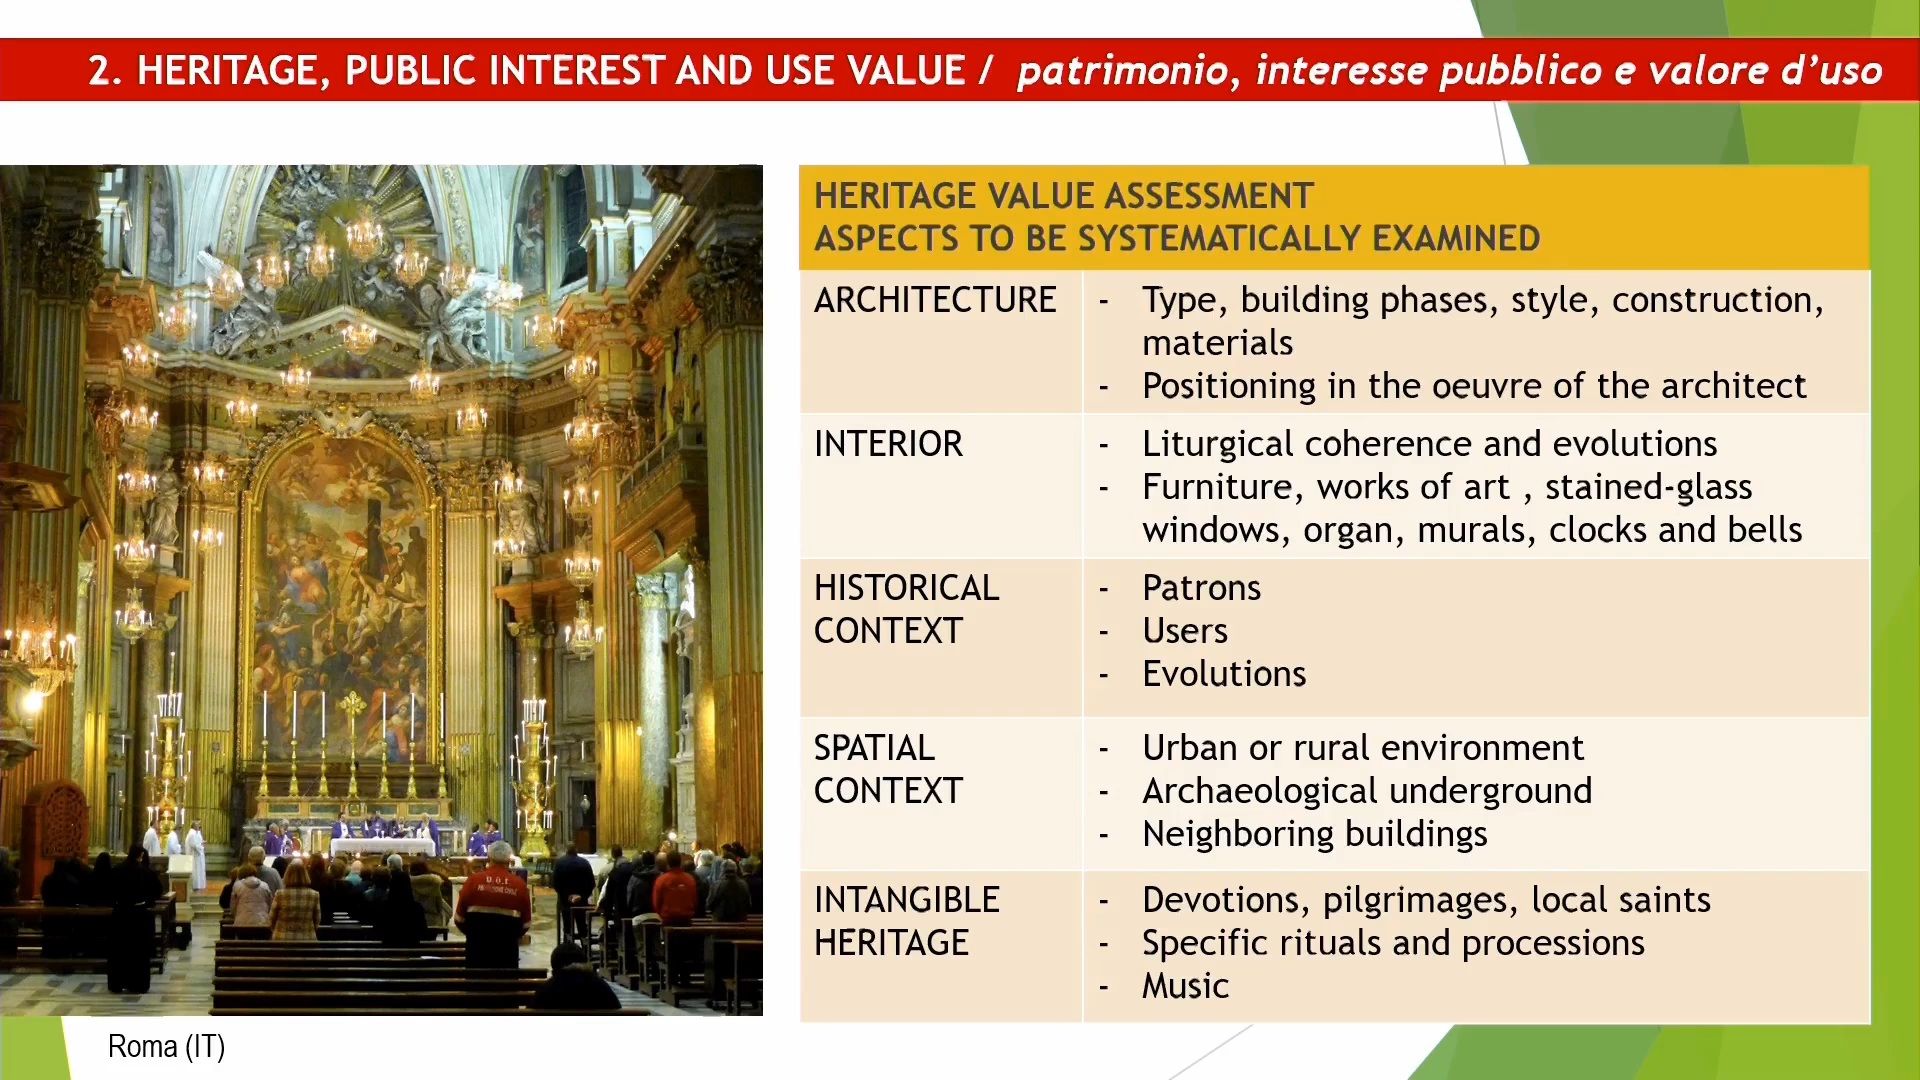 2. HERITAGE, PUBLIC INTEREST AND USE VALUE / patrimonio, interesse pubblico e valore d’uso
HERITAGE VALUE ASSESSMENT
ASPECTS TO BE SYSTEMATICALLY EXAMINED
ARCHITECTURE
- Type, building phases, style, construction,
materials
- Positioning in the oeuvre of the architect
INTERIOR
- Liturgical coherence and evolutions
- Furniture, works of art , stained-glass
windows, organ, murals, clocks and bells
HISTORICAL
CONTEXT
- Patrons
- Users
- Evolutions
SPATIAL
CONTEXT
- Urban or rural environment
- Archaeological underground
- Neighboring buildings
INTANGIBLE
HERITAGE
- Devotions, pilgrimages, local saints
- Specific rituals and processions
- Music
Roma (IT)